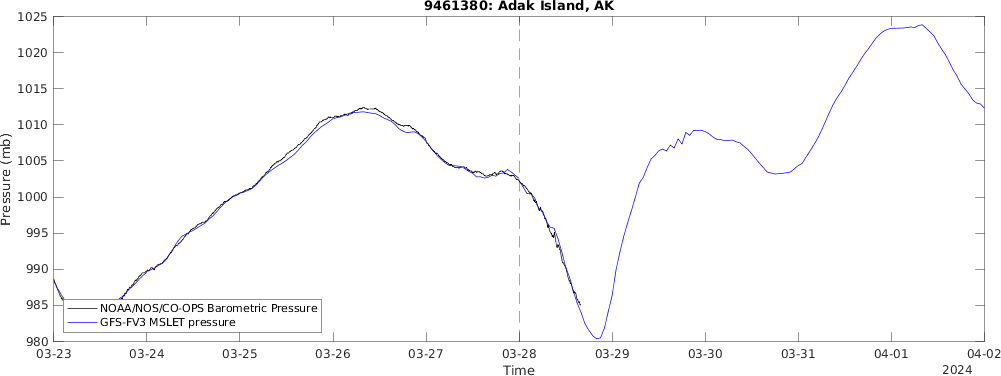 9461380: Adak Island, AK
Pressure (mb)
1025
1020
1015
1010
1005
1000
995
990
985
980
NOAA/NOS/CO-OPS Barometric Pressure
GFS-FV3 MSLET pressure
03-23 03-24 03-25 03-26 03-27 03-28 03-29 03-30 03-31 04-01 04-02
Time
2024